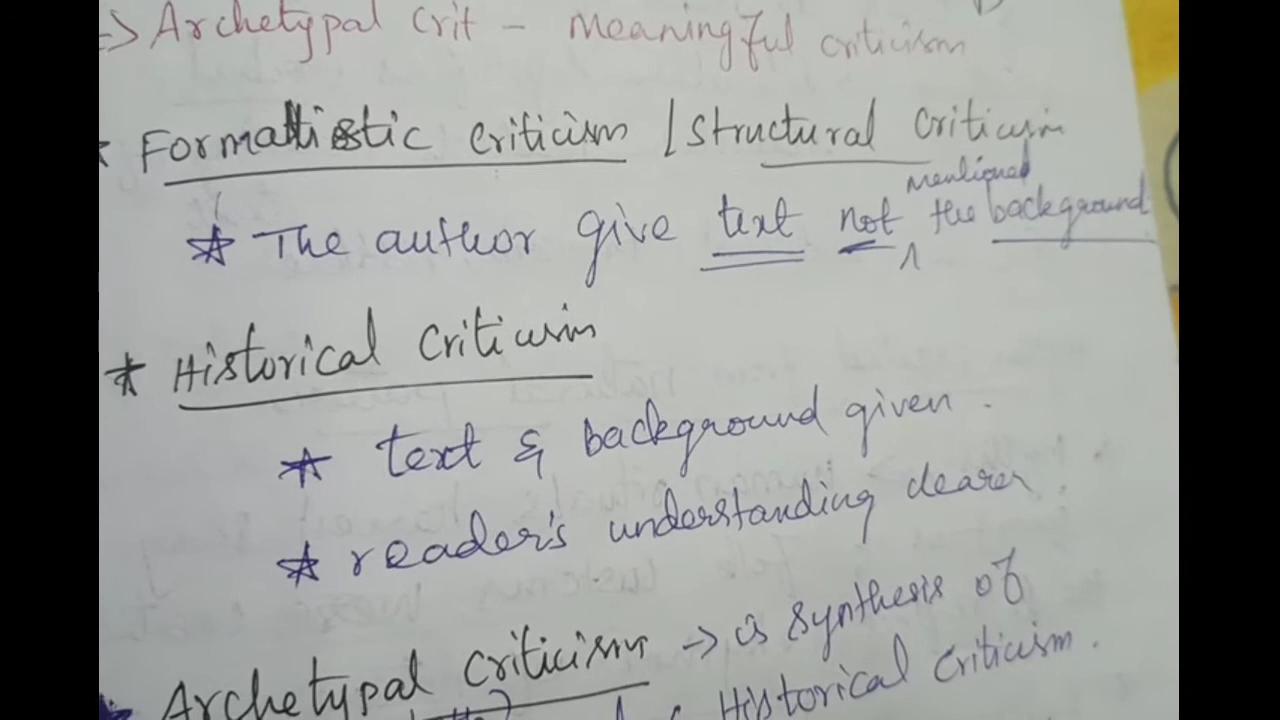 => Archetypal crit - Meaningful criticism
* Formalistic criticism / structural criticism
mentioned
* The author give text not ^ the background
* Historical criticism
* text & background given.
* reader's understanding clearer
* Archetypal criticism → is synthesis of
Historical criticism.